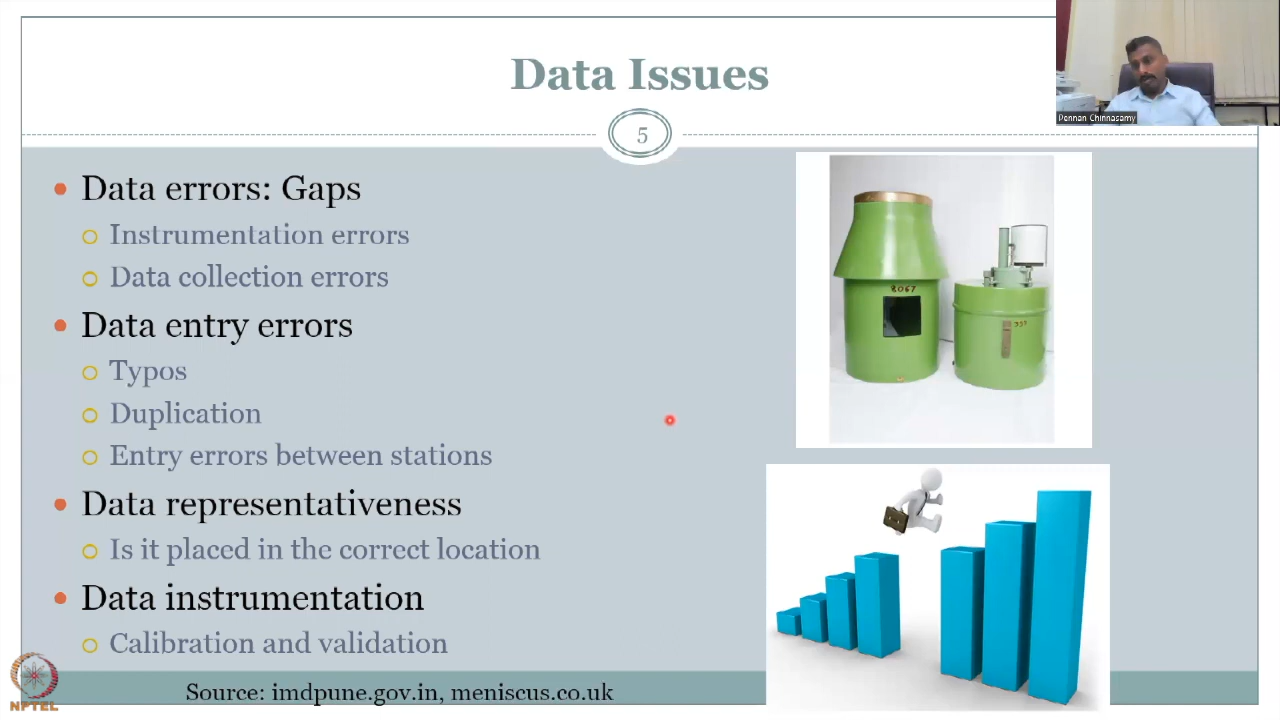 Data Issues
5
Pennan Chinnasamy
Data errors: Gaps
Instrumentation errors
Data collection errors
Data entry errors
Typos
Duplication
Entry errors between stations
Data representativeness
Is it placed in the correct location
Data instrumentation
Calibration and validation
8067
Source: imdpune.gov.in, meniscus.co.uk
NPTEL